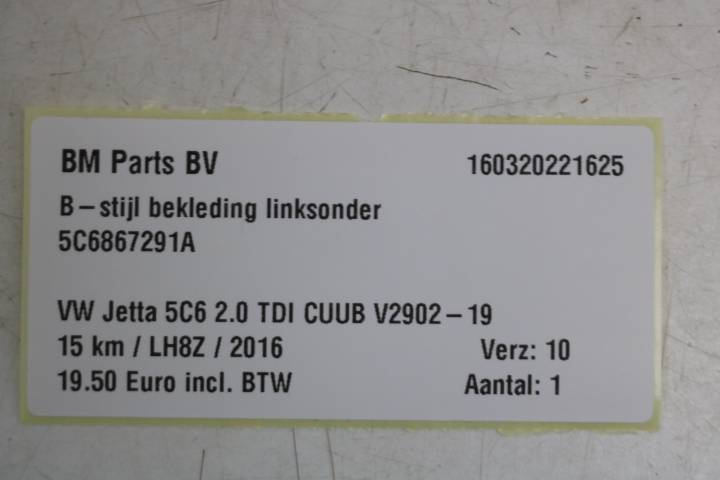 BM Parts BV 160320221625
B-stijl bekleding linksonder
5C6867291A
VW Jetta 5C6 2.0 TDI CUUB V2902-19
15 km / LH8Z / 2016 Verz: 10
19.50 Euro incl. BTW Aantal: 1